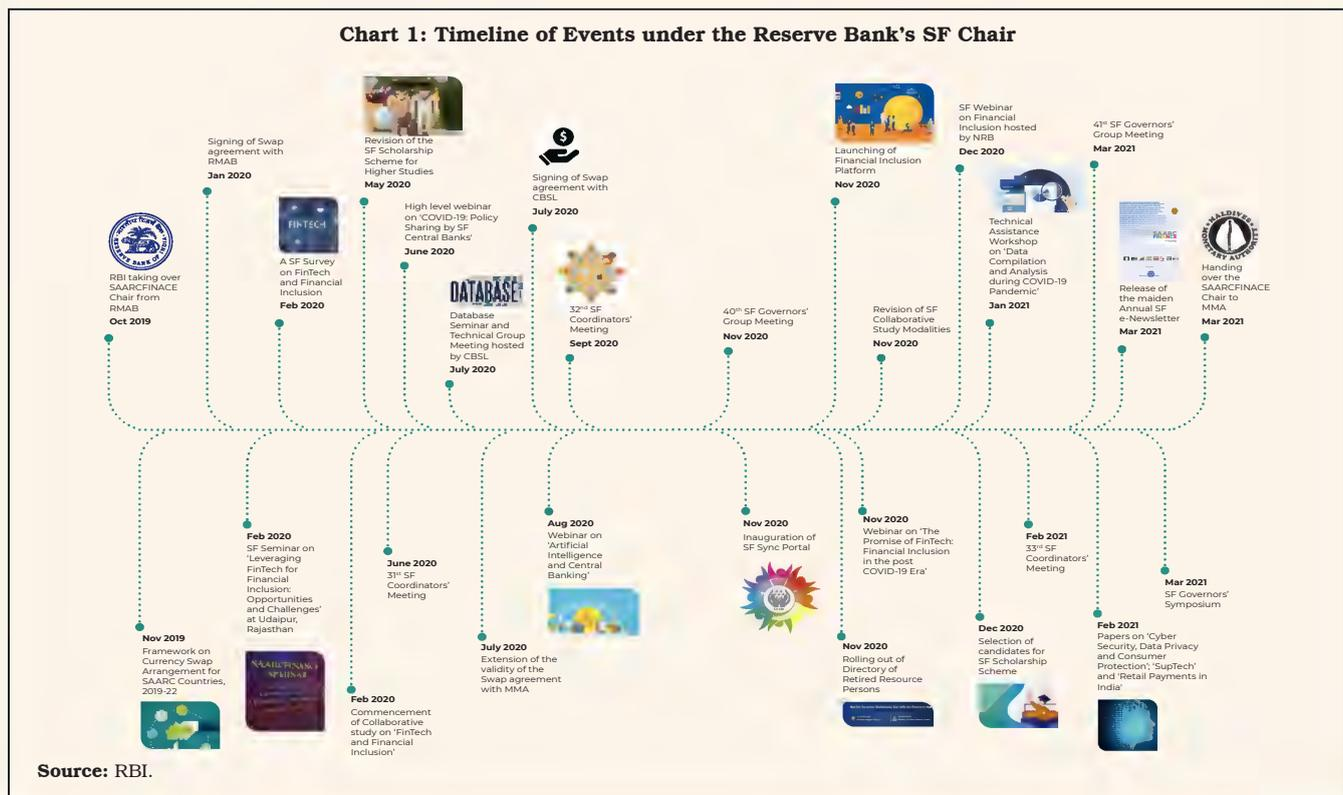 Chart 1: Timeline of Events under the Reserve Bank's SF Chair
RBI taking over
SAARCFINACE
Chair from
RMAB
Oct 2019
Signing of Swap
agreement with
RMAB
Jan 2020
FINTECH
A SF Survey
on FinTech
and Financial
Inclusion
Feb 2020
Revision of the
SF Scholarship
Scheme for
Higher Studies
May 2020
High level webinar
on 'COVID-19: Policy
Sharing by SF
Central Banks'
June 2020
DATABASE
Database
Seminar and
Technical Group
Meeting hosted
by CBSL
July 2020
Signing of Swap
agreement with
CBSL
July 2020
32nd SF
Coordinators'
Meeting
Sept 2020
40th SF Governors'
Group Meeting
Nov 2020
Launching of
Financial Inclusion
Platform
Nov 2020
Revision of SF
Collaborative
Study Modalities
Nov 2020
SF Webinar
on Financial
Inclusion hosted
by NRB
Dec 2020
Technical
Assistance
Workshop
on 'Data
Compilation
and Analysis
during COVID-19
Pandemic'
Jan 2021
41st SF Governors'
Group Meeting
Mar 2021
Release of
the maiden
Annual SF
e-Newsletter
Mar 2021
MALDIVES
MONETARY AUTHORITY
Handing
over the
SAARCFINANCE
Chair to
MMA
Mar 2021
Nov 2019
Framework on
Currency Swap
Arrangement for
SAARC Countries,
2019-22
Feb 2020
SF Seminar on
'Leveraging
FinTech for
Financial
Inclusion:
Opportunities
and Challenges'
at Udaipur,
Rajasthan
SAARCFINANCE
SEMINAR
Feb 2020
Commencement
of Collaborative
study on 'FinTech
and Financial
Inclusion'
June 2020
31st SF
Coordinators'
Meeting
July 2020
Extension of the
validity of the
Swap agreement
with MMA
Aug 2020
Webinar on
'Artificial
Intelligence
and Central
Banking'
Nov 2020
Inauguration of
SF Sync Portal
Nov 2020
Rolling out of
Directory of
Retired Resource
Persons
Nov 2020
Webinar on 'The
Promise of FinTech:
Financial Inclusion
in the post
COVID-19 Era'
Dec 2020
Selection of
candidates for
SF Scholarship
Scheme
Feb 2021
33rd SF
Coordinators'
Meeting
Feb 2021
Papers on 'Cyber
Security, Data Privacy
and Consumer
Protection'; 'SupTech'
and 'Retail Payments in
India'
Mar 2021
SF Governors'
Symposium
Source: RBI.